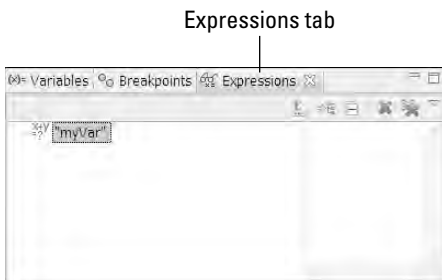 Expressions tab
(x)= Variables Breakpoints Expressions
"myVar"